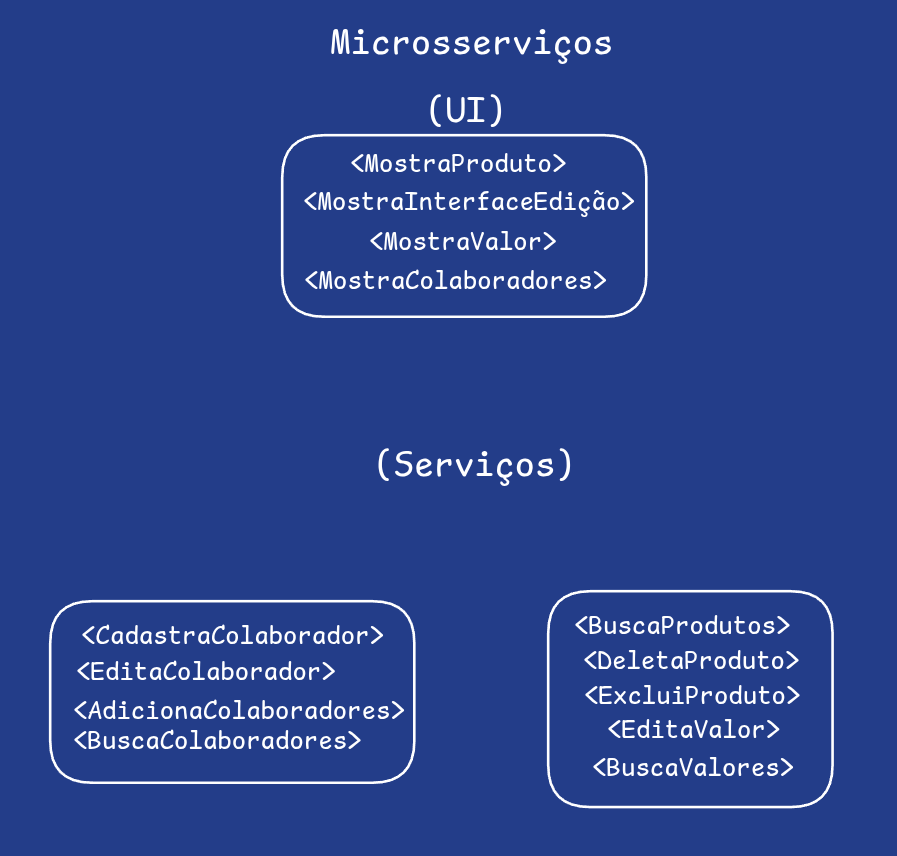 Microsserviços
(UI)
<MostraProduto>
<MostraInterfaceEdição>
<MostraValor>
<MostraColaboradores>
(Serviços)
<CadastraColaborador>
<EditaColaborador>
<AdicionaColaboradores>
<BuscaColaboradores>
<BuscaProdutos>
<DeletaProduto>
<ExcluiProduto>
<EditaValor>
<BuscaValores>